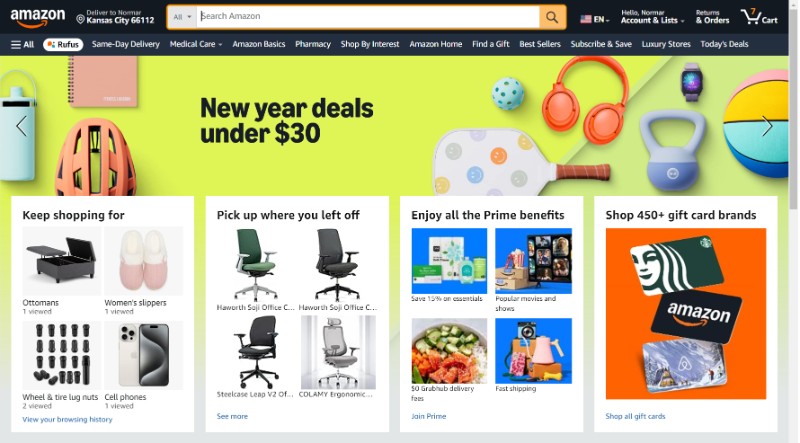 amazon
Deliver to Normar
Kansas City 66112
All
Search Amazon
EN
Hello, Normar
Account & Lists
Returns
& Orders
7
Cart
All
Rufus
Same-Day Delivery
Medical Care
Amazon Basics
Pharmacy
Shop By Interest
Amazon Home
Find a Gift
Best Sellers
Subscribe & Save
Luxury Stores
Today's Deals
New year deals
under $30
Keep shopping for
Ottomans
1 viewed
Women's slippers
1 viewed
Wheel & tire lug nuts
2 viewed
Cell phones
1 viewed
View your browsing history
Pick up where you left off
Haworth Soji Office C...
Haworth Soji Office C...
Steelcase Leap V2 Of...
COLAMY Ergonomic...
See more
Enjoy all the Prime benefits
Save 15% on essentials
Popular movies and
shows
$0 Grubhub delivery
fees
Fast shipping
Join Prime
Shop 450+ gift card brands
amazon
Shop all gift cards